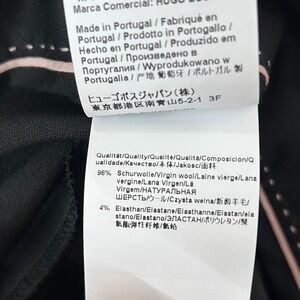 Marca Comercial: HUGO
Made in Portugal / Fabriqué en
Portugal / Prodotto in Portogallo /
Hecho en Portugal / Produzido em
Portugal / Произведено в
Португалия / Wyprodukowano w
Portugalia / 产地 葡萄牙 / ポルトガル 製
ヒューゴボスジャパン(株)
東京都港区南青山5-2-1 3F
Qualität/Quality/Qualité/Qualità/Composición/Q
ualidade/Качество/本体/Jakosc/面料
96% Schurwolle/Virgin wool/Laine vierge/Lana
vergine/Lana Virgen/Lã
Virgem/НАТУРАЛЬНАЯ
ШЕРСТЬ/ウール/Czysta wełna/新剪羊毛/
4% Elasthan/Elastane/Elasthanne/Elastan/ela
stano/Elastano/ЭЛАСТАН/ポリウレタン/聚
氨酯弹性纤维/氨纶